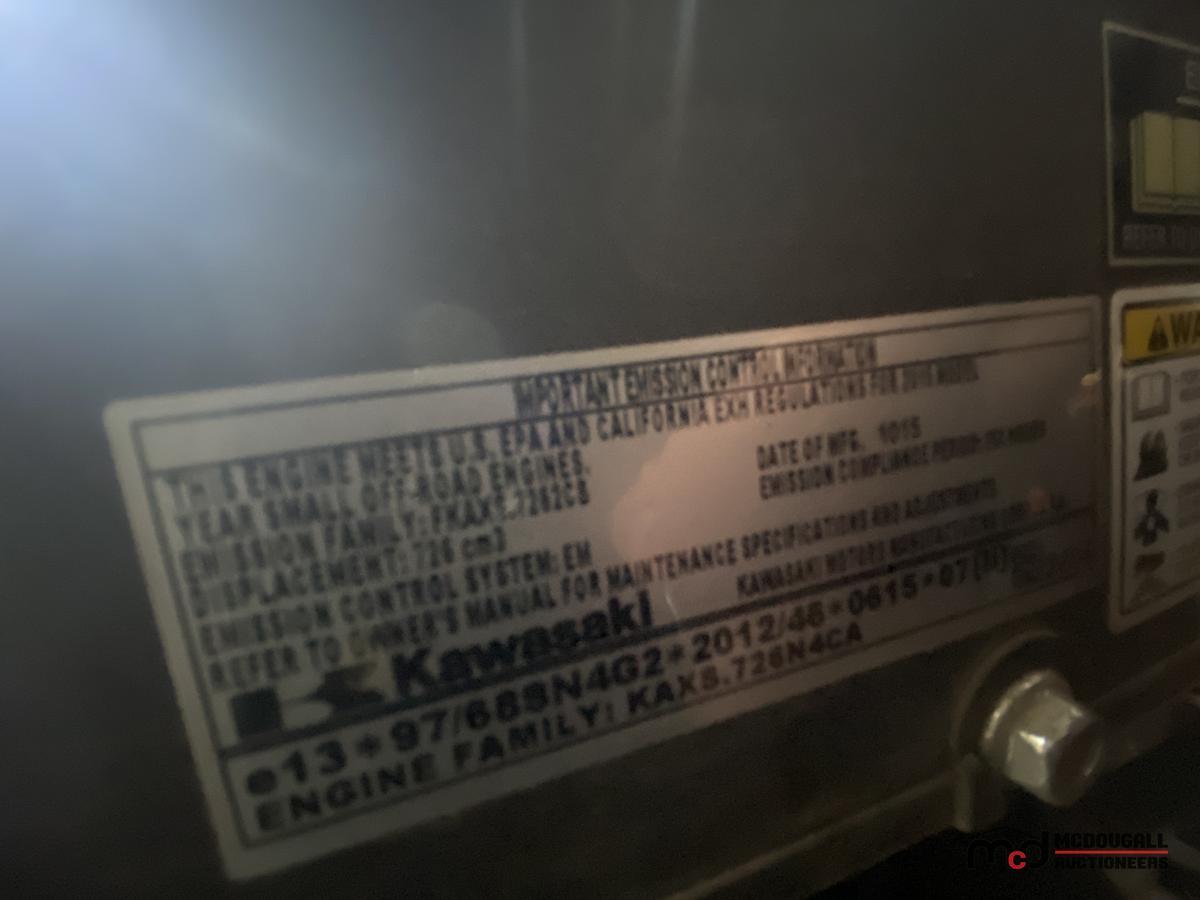 IMPORTANT EMISSION CONTROL INFORMATION
THIS ENGINE MEETS U.S. EPA AND CALIFORNIA EXH REGULATIONS FOR 2015 MODEL
YEAR SMALL OFF-ROAD ENGINES.
EMISSION FAMILY: FKAXS.7262CB
DATE OF MFG. 1015
DISPLACEMENT: 726 cm3
EMISSION COMPLIANCE PERIOD:
EMISSION CONTROL SYSTEM: EM
REFER TO OWNER'S MANUAL FOR MAINTENANCE SPECIFICATIONS AND ADJUSTMENTS
Kawasaki
KAWASAKI MOTORS MANUFACTURING
e13*97/68SN4G2*2012/46*0615*07
ENGINE FAMILY: KAXS.726N4CA
REFER TO
WA
MCDOUGALL
AUCTIONEERS
mcd